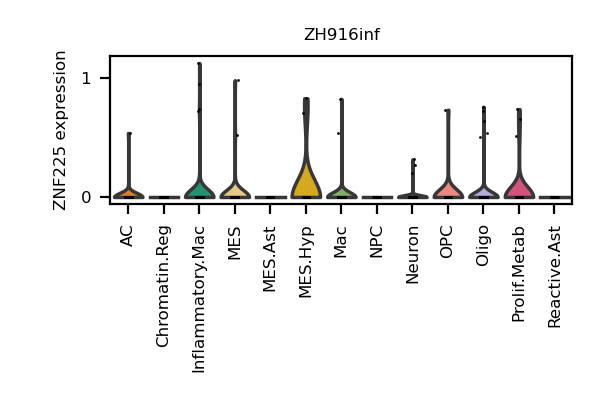 ZH916inf
ZNF225 expression
1
0
AC
Chromatin.Reg
Inflammatory.Mac
MES
MES.Ast
MES.Hyp
Mac
NPC
Neuron
OPC
Oligo
Prolif.Metab
Reactive.Ast